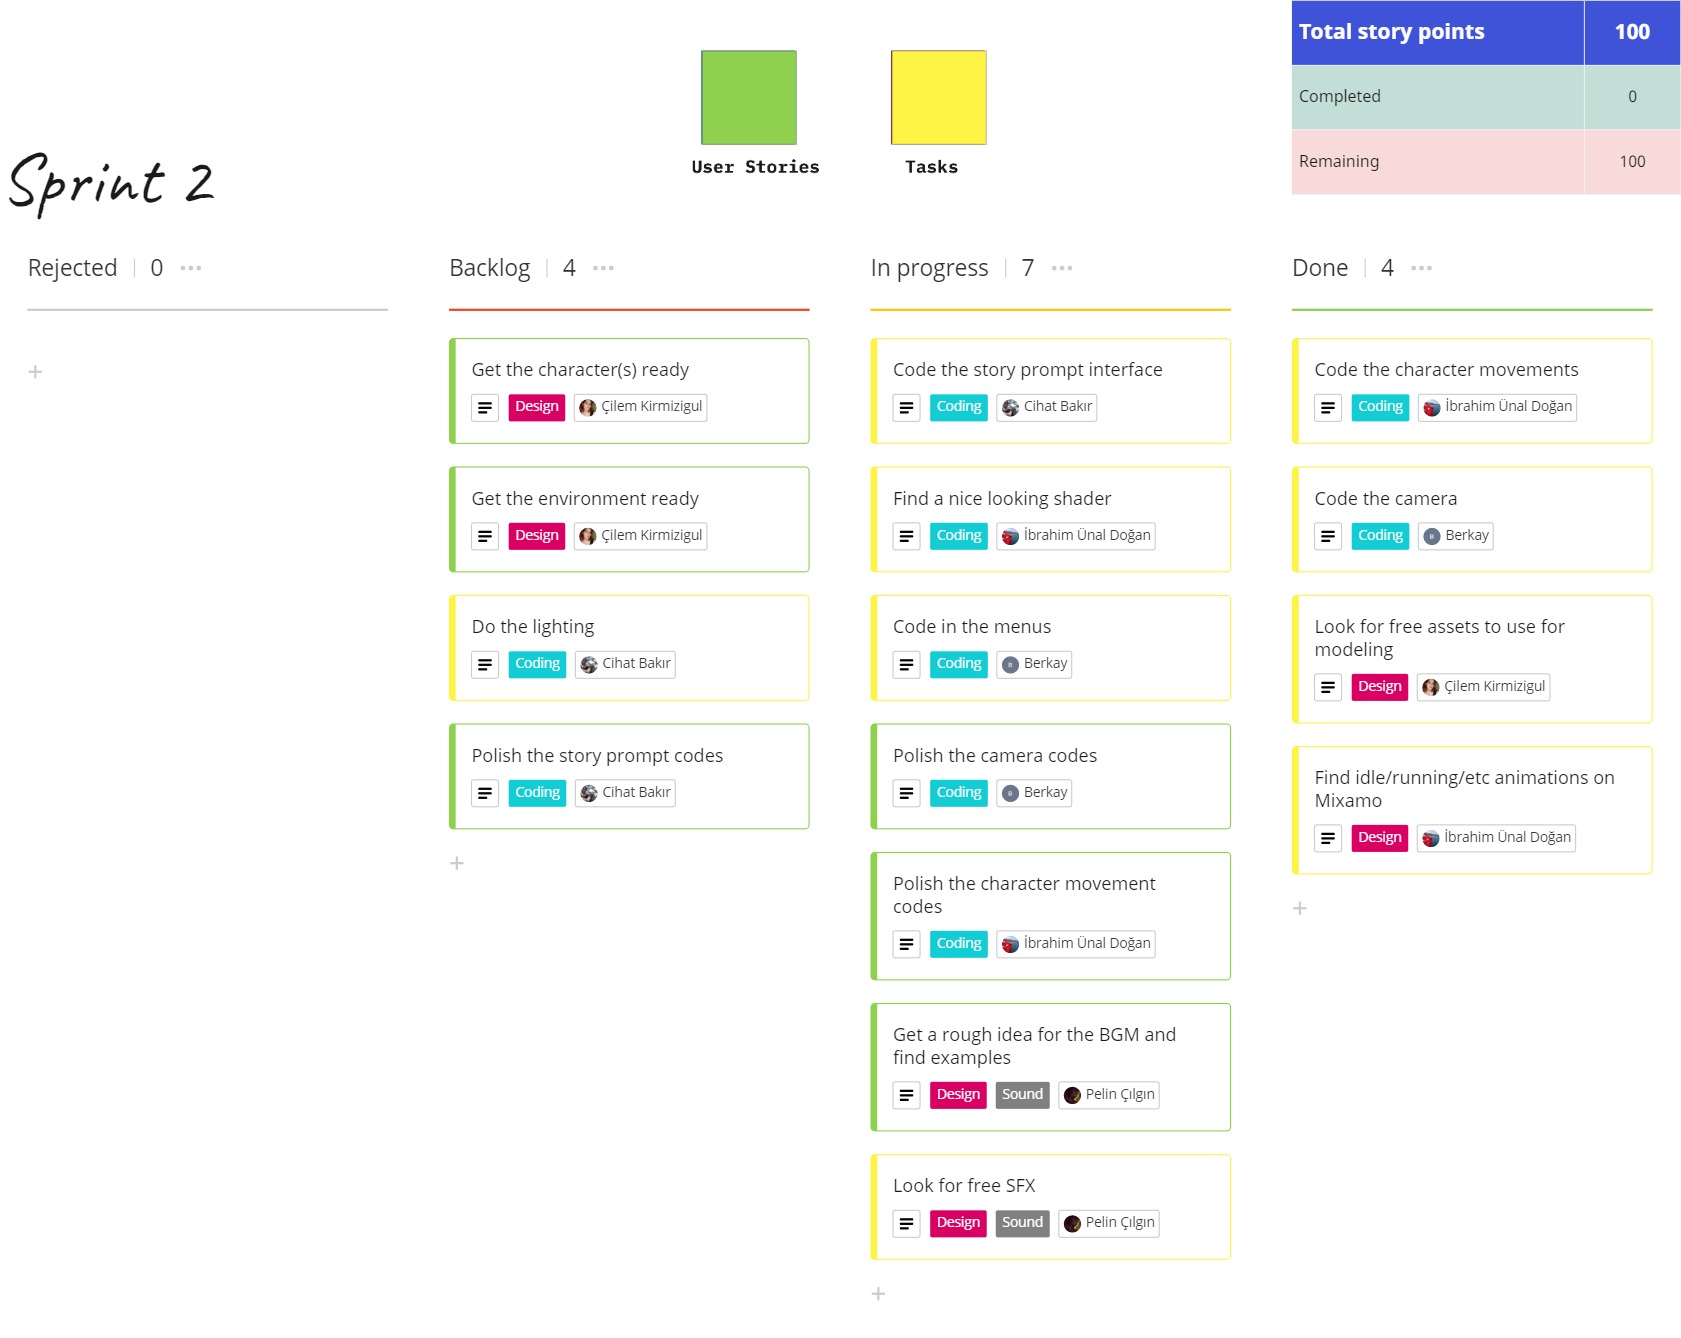 Total story points 100
Completed 0
Remaining 100
User Stories
Tasks
Sprint 2
Rejected 0
Backlog 4
Get the character(s) ready
Design Çilem Kirmizigul
Get the environment ready
Design Çilem Kirmizigul
Do the lighting
Coding Cihat Bakır
Polish the story prompt codes
Coding Cihat Bakır
In progress 7
Code the story prompt interface
Coding Cihat Bakır
Find a nice looking shader
Coding İbrahim Ünal Doğan
Code in the menus
Coding Berkay
Polish the camera codes
Coding Berkay
Polish the character movement
codes
Coding İbrahim Ünal Doğan
Get a rough idea for the BGM and
find examples
Design Sound Pelin Çılgın
Look for free SFX
Design Sound Pelin Çılgın
Done 4
Code the character movements
Coding İbrahim Ünal Doğan
Code the camera
Coding Berkay
Look for free assets to use for
modeling
Design Çilem Kirmizigul
Find idle/running/etc animations on
Mixamo
Design İbrahim Ünal Doğan